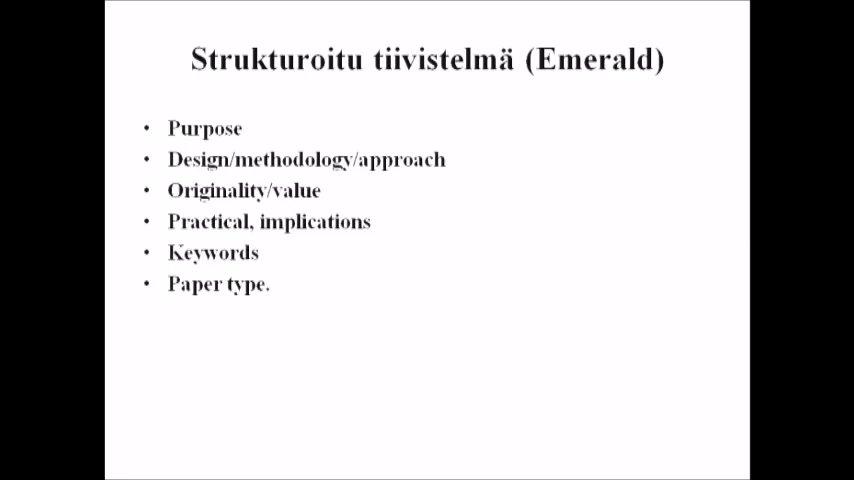 Strukturoitu tiivistelmä (Emerald)
• Purpose
• Design/methodology/approach
• Originality/value
• Practical, implications
• Keywords
• Paper type.